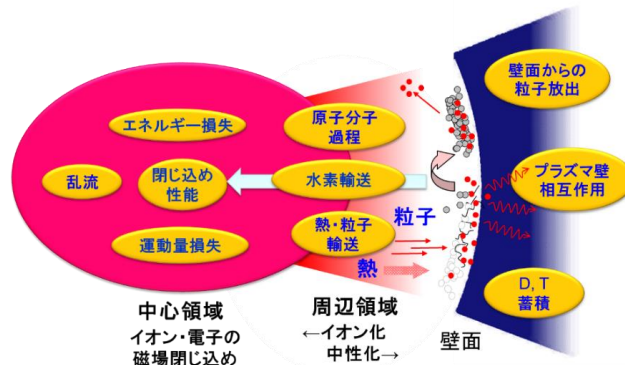 エネルギー損失
乱流
閉じ込め
性能
運動量損失
原子分子
過程
水素輸送
熱・粒子
輸送
粒子
熱
壁面からの
粒子放出
プラズマ壁
相互作用
D, T
蓄積
中心領域
イオン・電子の
磁場閉じ込め
周辺領域
←イオン化
中性化→
壁面